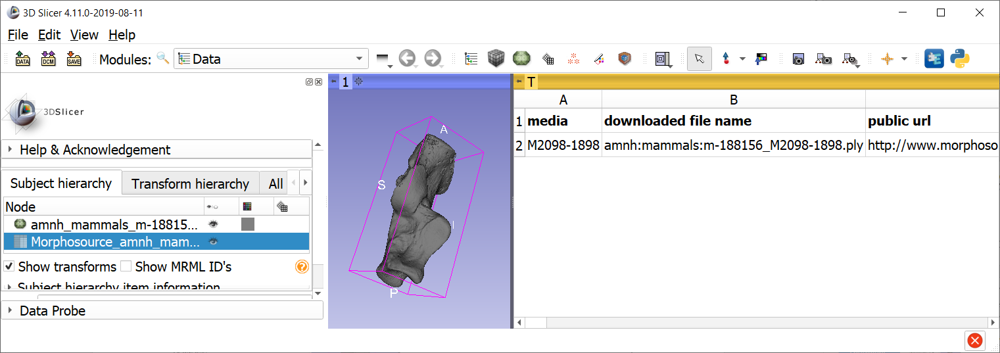 3D Slicer 4.11.0-2019-08-11
File Edit View Help
DATA DCM SAVE Modules: Data
3DSlicer
Help & Acknowledgement
Subject hierarchy Transform hierarchy All
Node
amnh_mammals_m-18815...
Morphosource_amnh_mam...
Show transforms Show MRML ID's
Subject hierarchy item information
Data Probe
1
A
S
I
P
T
A B
1 media downloaded file name public url
2 M2098-1898 amnh:mammals:m-188156_M2098-1898.ply http://www.morphoso